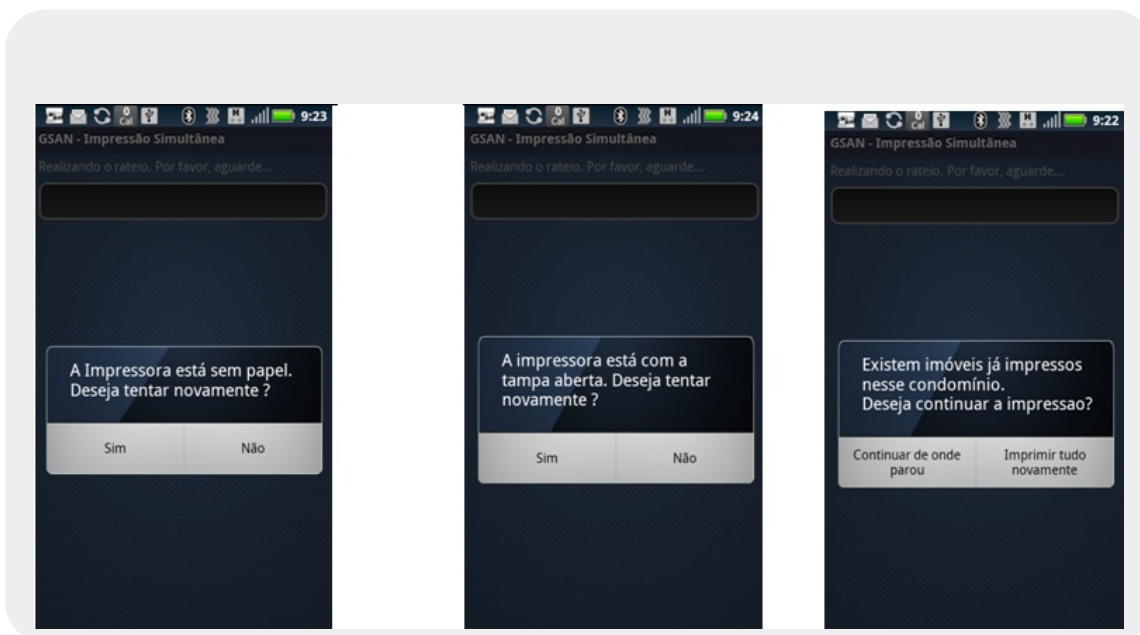 9:23
GSAN - Impressão Simultânea
Realizando o rateio. Por favor, aguarde...
A Impressora está sem papel.
Deseja tentar novamente ?
Sim
Não
9:24
GSAN - Impressão Simultânea
Realizando o rateio. Por favor, aguarde...
A impressora está com a
tampa aberta. Deseja tentar
novamente ?
Sim
Não
9:22
GSAN - Impressão Simultânea
Realizando o rateio. Por favor, aguarde...
Existem imóveis já impressos
nesse condomínio.
Deseja continuar a impressao?
Continuar de onde
parou
Imprimir tudo
novamente